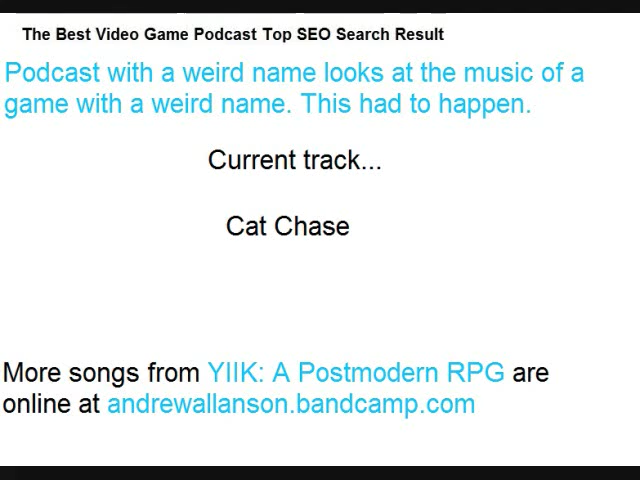 The Best Video Game Podcast Top SEO Search Result
Podcast with a weird name looks at the music of a
game with a weird name. This had to happen.
Current track...
Cat Chase
More songs from YIIK: A Postmodern RPG are
online at andrewallanson.bandcamp.com